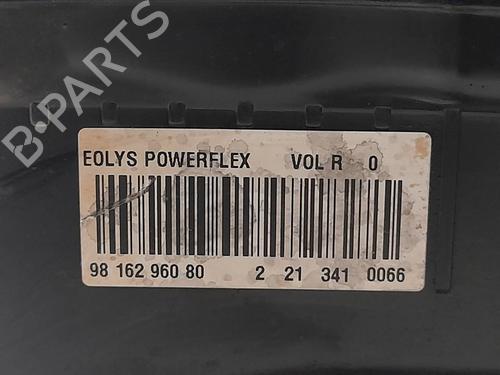 B-PARTS
EOLYS POWERFLEX VOL R 0
98 162 960 80 2 21 341 0066